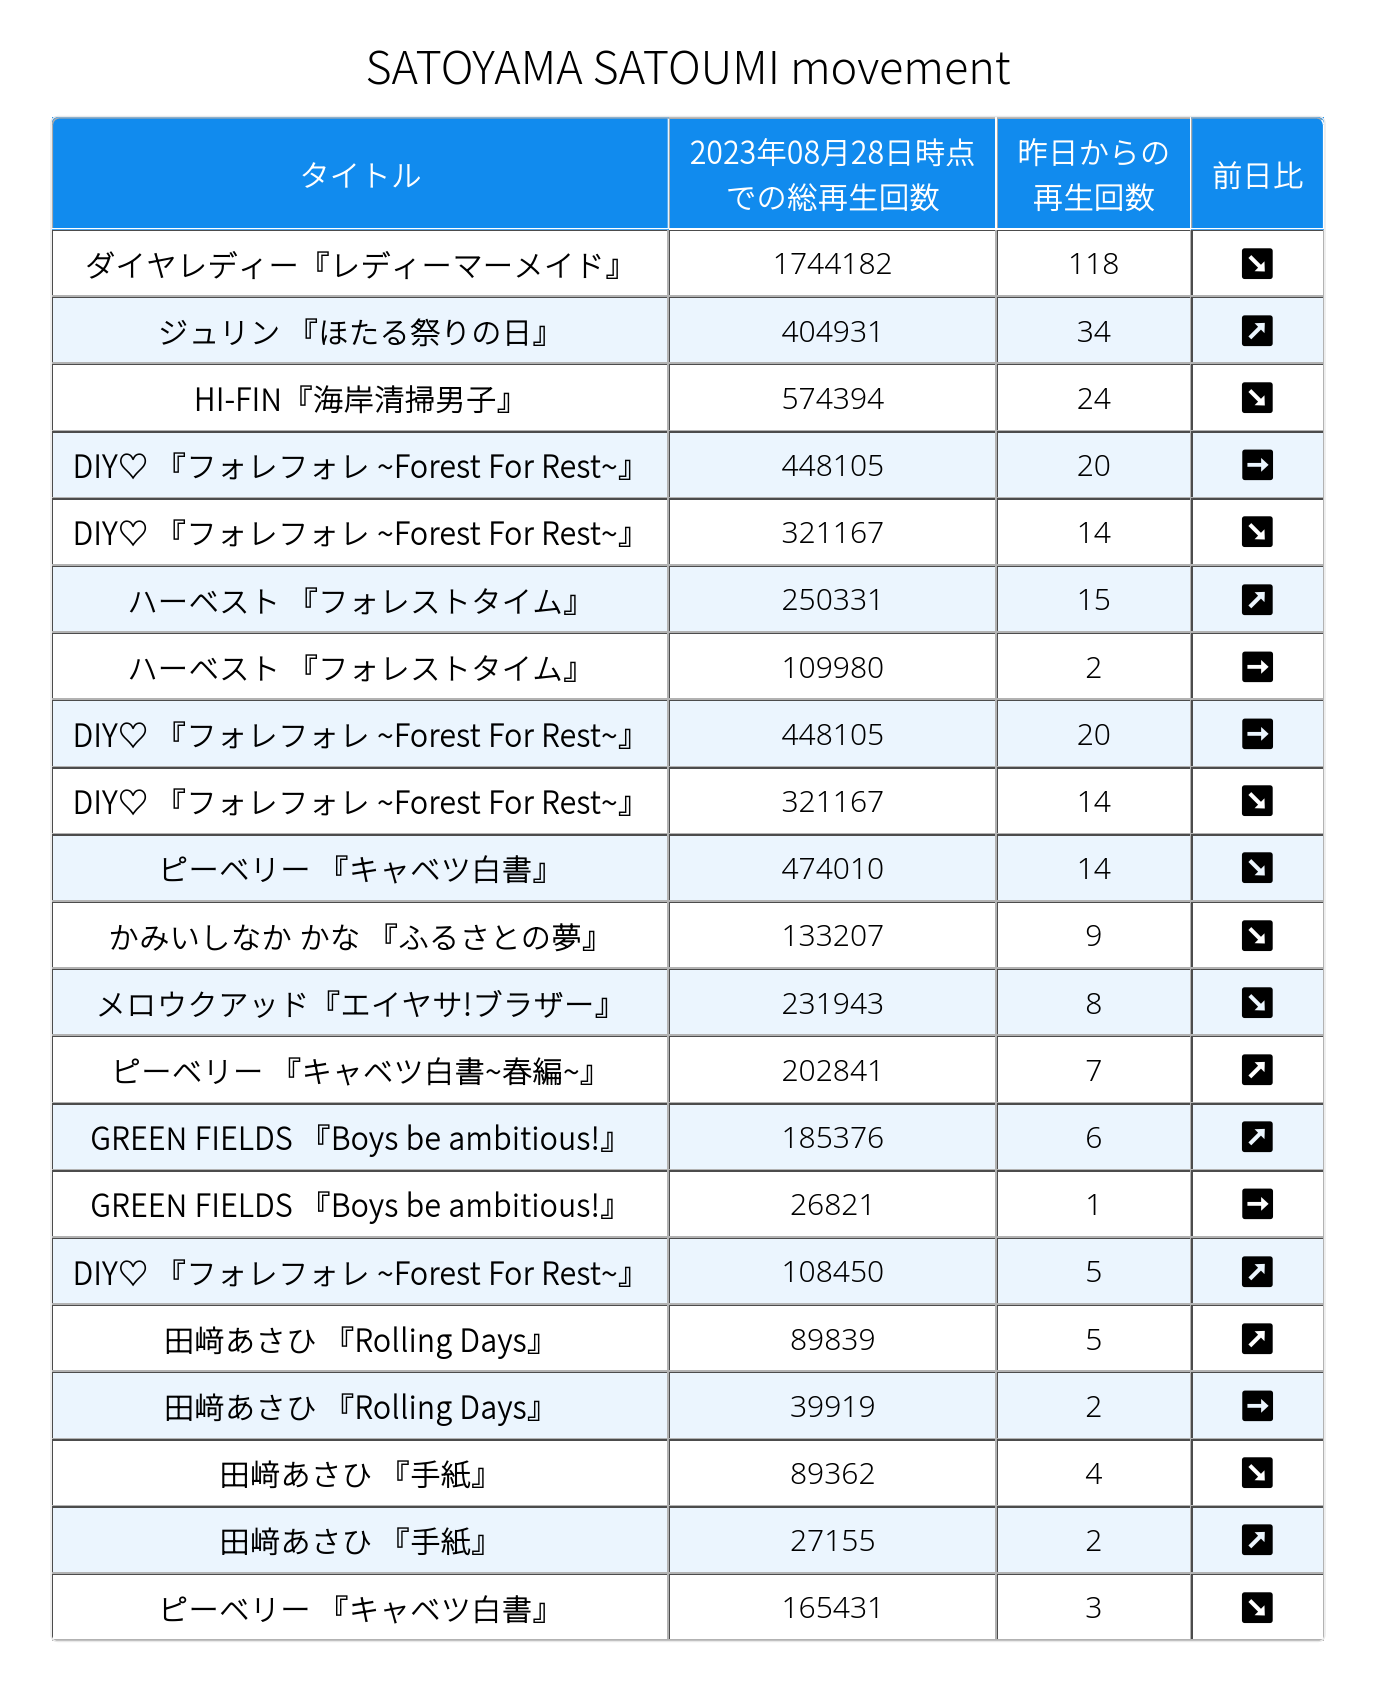 SATOYAMA SATOUMI movement
タイトル 2023年08月28日時点での総再生回数 昨日からの再生回数 前日比
ダイヤレディー『レディーマーメイド』 1744182 118 ↘
ジュリン 『ほたる祭りの日』 404931 34 ↗
HI-FIN『海岸清掃男子』 574394 24 ↘
DIY♡ 『フォレフォレ ~Forest For Rest~』 448105 20 →
DIY♡ 『フォレフォレ ~Forest For Rest~』 321167 14 ↘
ハーベスト 『フォレストタイム』 250331 15 ↗
ハーベスト 『フォレストタイム』 109980 2 →
DIY♡ 『フォレフォレ ~Forest For Rest~』 448105 20 →
DIY♡ 『フォレフォレ ~Forest For Rest~』 321167 14 ↘
ピーベリー 『キャベツ白書』 474010 14 ↘
かみいしなか かな 『ふるさとの夢』 133207 9 ↘
メロウクアッド『エイヤサ!ブラザー』 231943 8 ↘
ピーベリー 『キャベツ白書~春編~』 202841 7 ↗
GREEN FIELDS 『Boys be ambitious!』 185376 6 ↗
GREEN FIELDS 『Boys be ambitious!』 26821 1 →
DIY♡ 『フォレフォレ ~Forest For Rest~』 108450 5 ↗
田﨑あさひ 『Rolling Days』 89839 5 ↗
田﨑あさひ 『Rolling Days』 39919 2 →
田﨑あさひ 『手紙』 89362 4 ↘
田﨑あさひ 『手紙』 27155 2 ↗
ピーベリー 『キャベツ白書』 165431 3 ↘